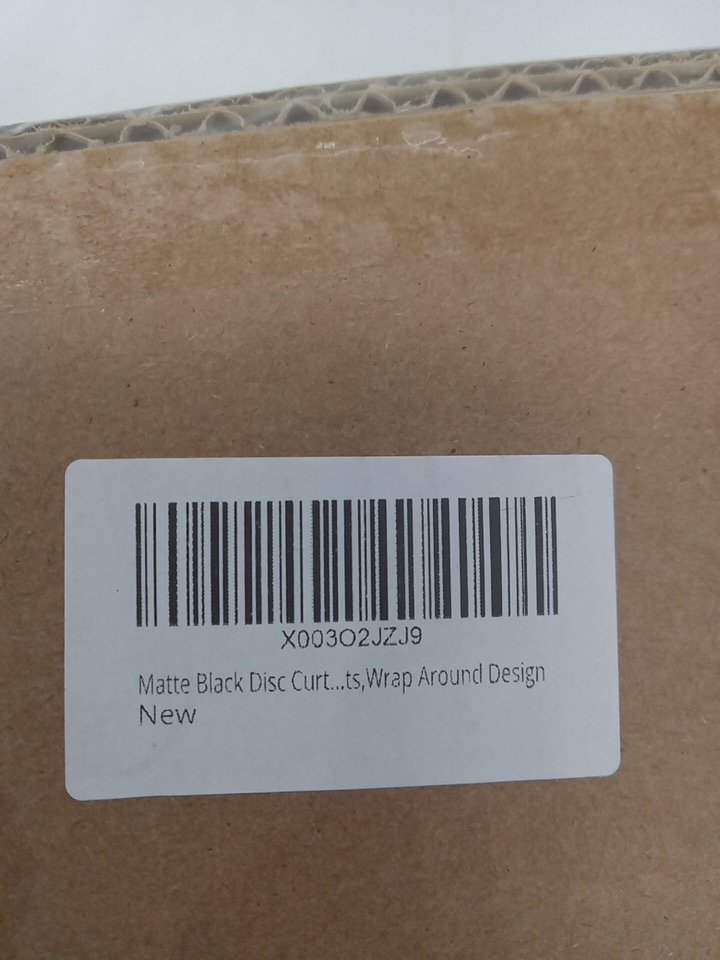 X003O2JZJ9
Matte Black Disc Curt...ts,Wrap Around Design
New